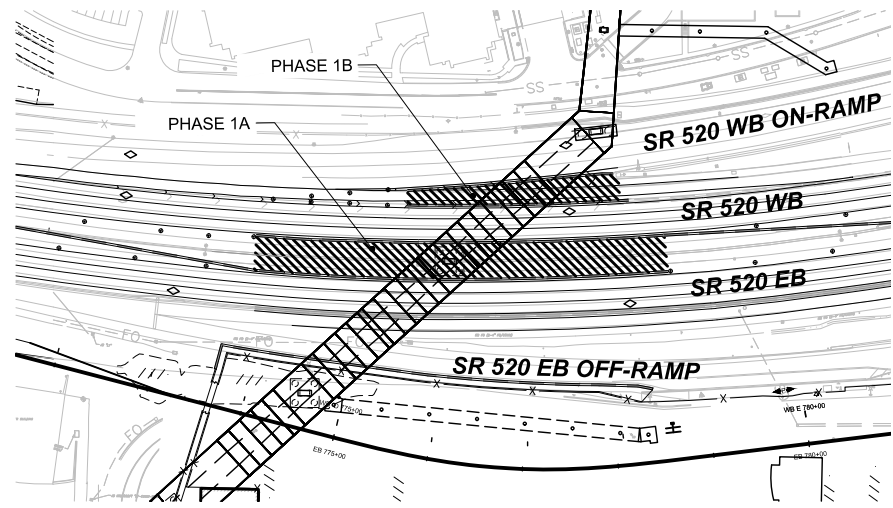 PHASE 1B
SS
SS
PHASE 1A
SR 520 WB ON-RAMP
SR 520 WB
SR 520 EB
FO
FO
SR 520 EB OFF-RAMP
WB E 780+00
FO
EB 775+00
EB 780+00